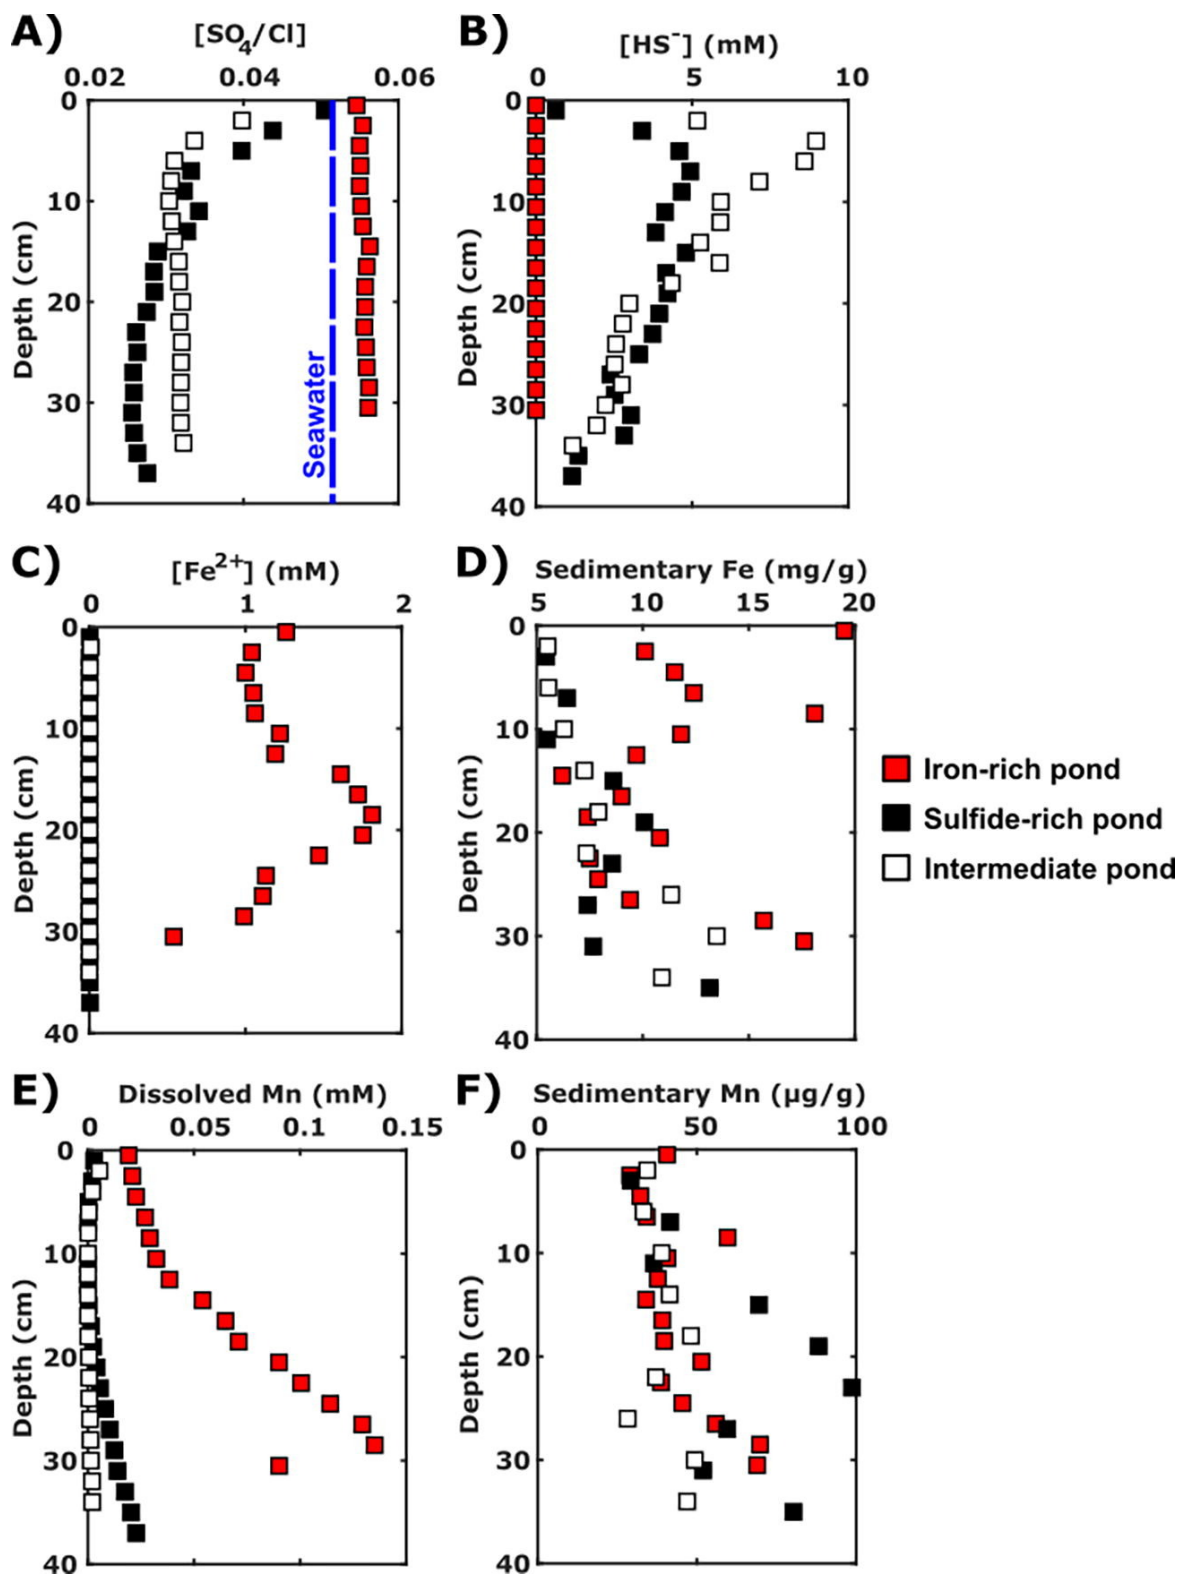 A)
[SO4/Cl]
0.02 0.04 0.06
0
10
20
30
40
Depth (cm)
Seawater
B)
[HS-] (mM)
0 5 10
0
10
20
30
40
Depth (cm)
C)
[Fe2+] (mM)
0 1 2
0
10
20
30
40
Depth (cm)
D)
Sedimentary Fe (mg/g)
5 10 15 20
0
10
20
30
40
Depth (cm)
Iron-rich pond
Sulfide-rich pond
Intermediate pond
E)
Dissolved Mn (mM)
0 0.05 0.1 0.15
0
10
20
30
40
Depth (cm)
F)
Sedimentary Mn (µg/g)
0 50 100
0
10
20
30
40
Depth (cm)